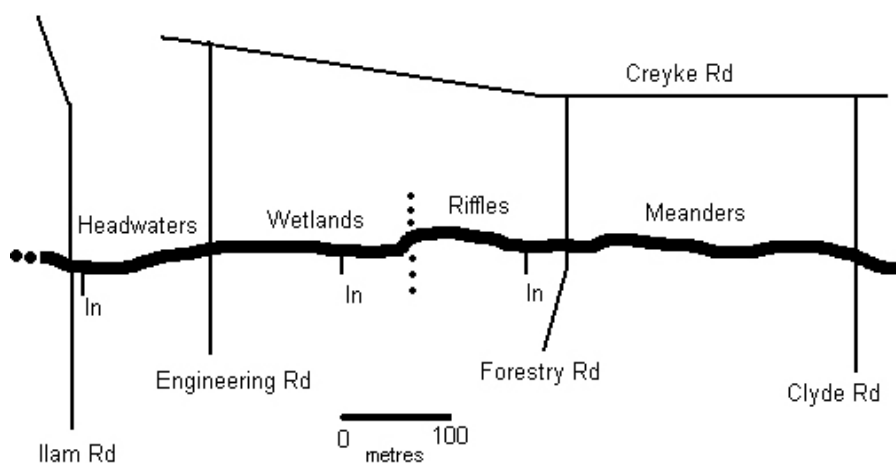 Creyke Rd
Headwaters
Wetlands
Riffles
Meanders
In
In
In
Engineering Rd
Forestry Rd
Clyde Rd
Ilam Rd
0
100
metres